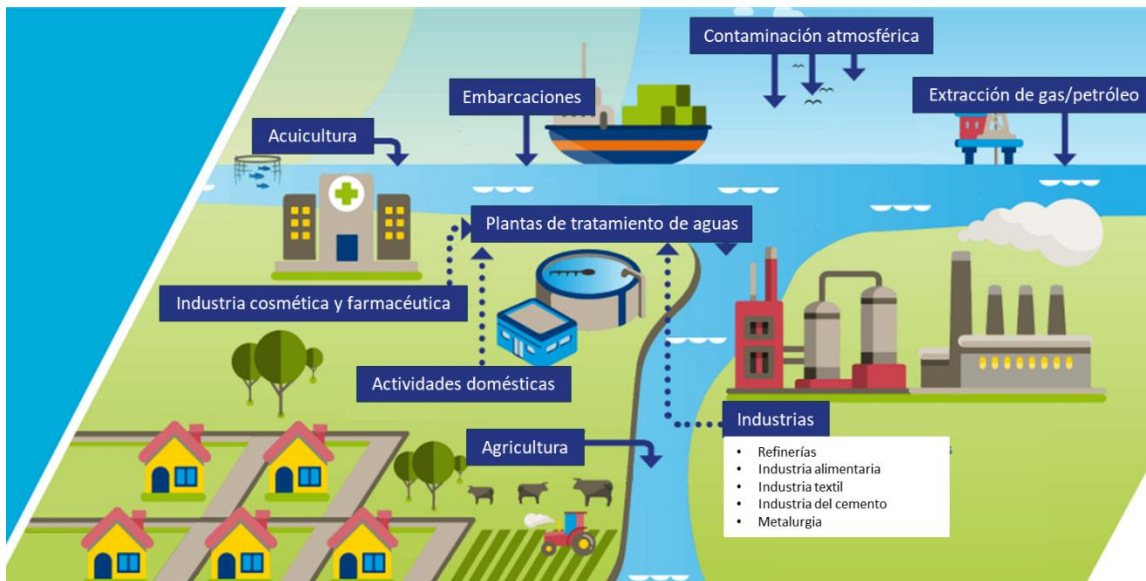 Contaminación atmosférica
Embarcaciones
Extracción de gas/petróleo
Acuicultura
Plantas de tratamiento de aguas
Industria cosmética y farmacéutica
Actividades domésticas
Industrias
Agricultura
• Refinerías
• Industria alimentaria
• Industria textil
• Industria del cemento
• Metalurgia